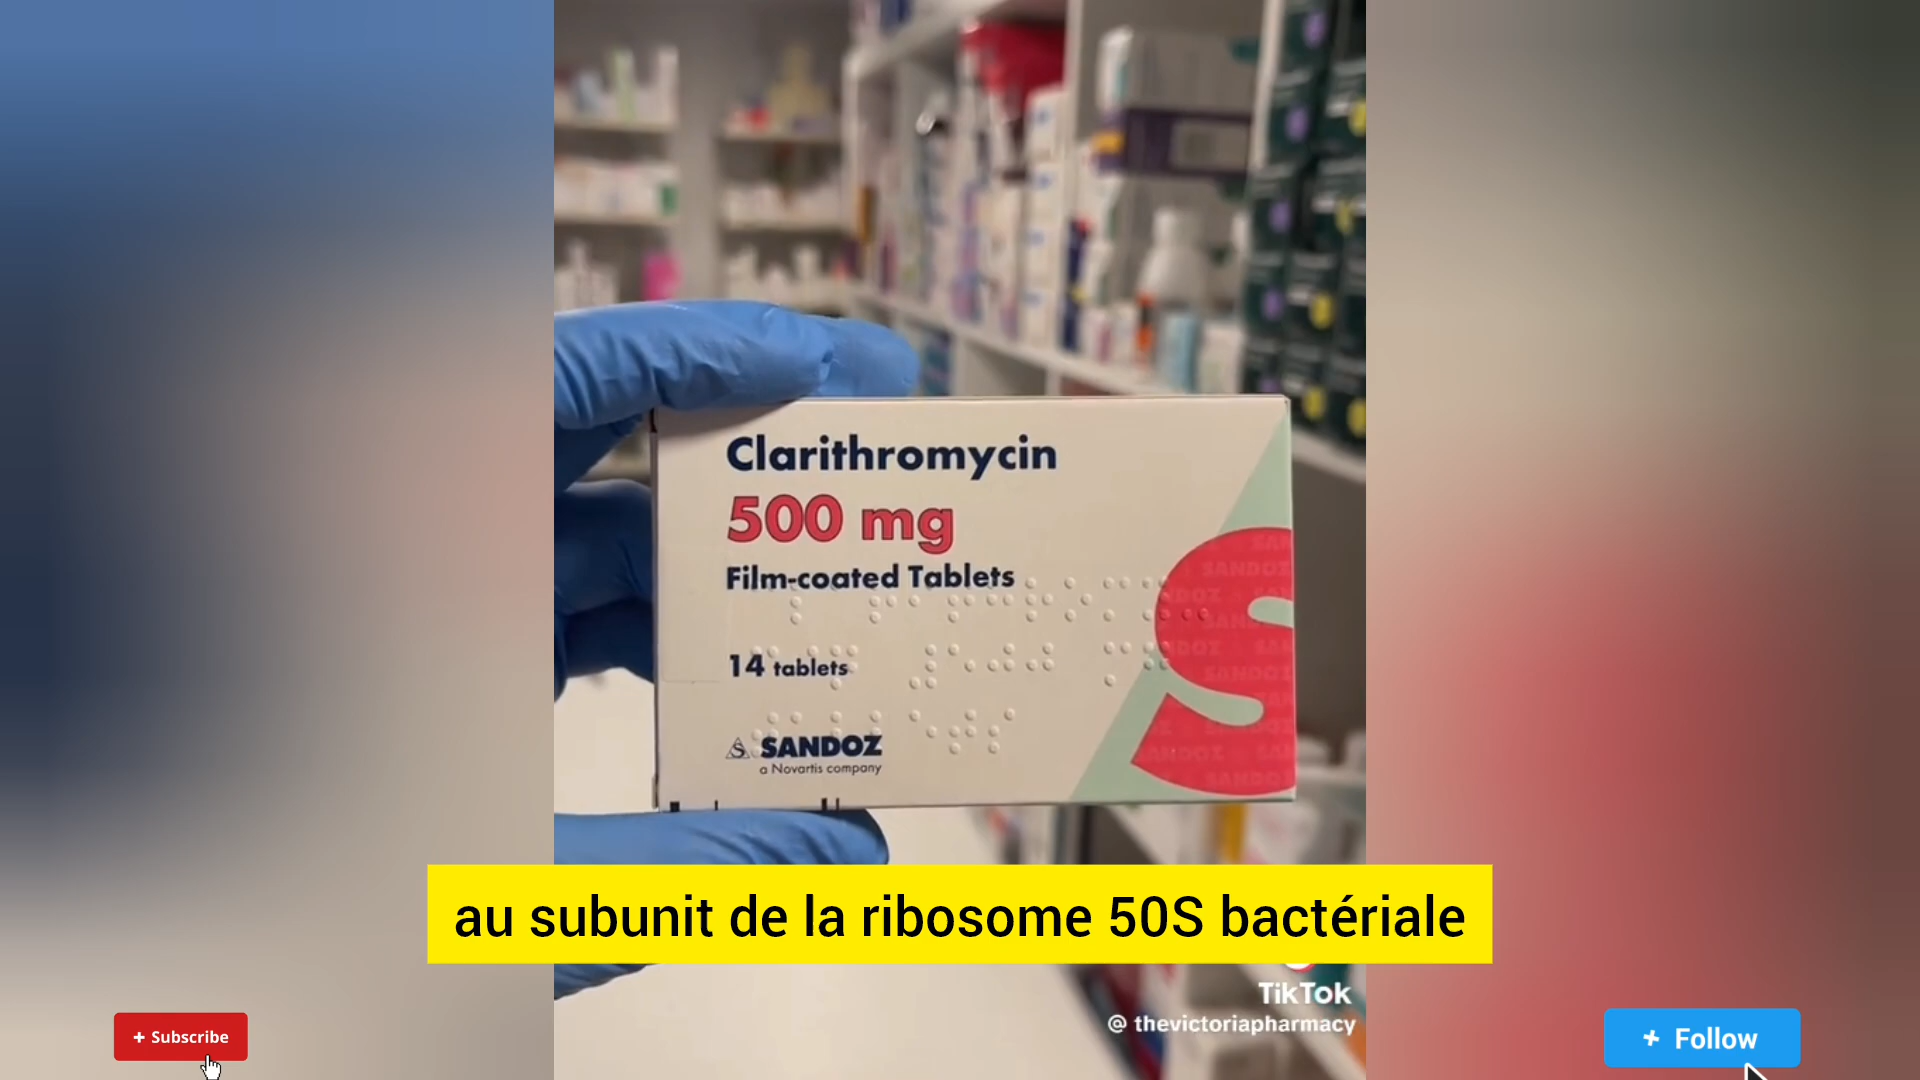 Clarithromycin
500 mg
Film-coated Tablets
14 tablets
SANDOZ
a Novartis company
au subunit de la ribosome 50S bactériale
TikTok
@ thevictoriapharmacy
+ Subscribe
+ Follow